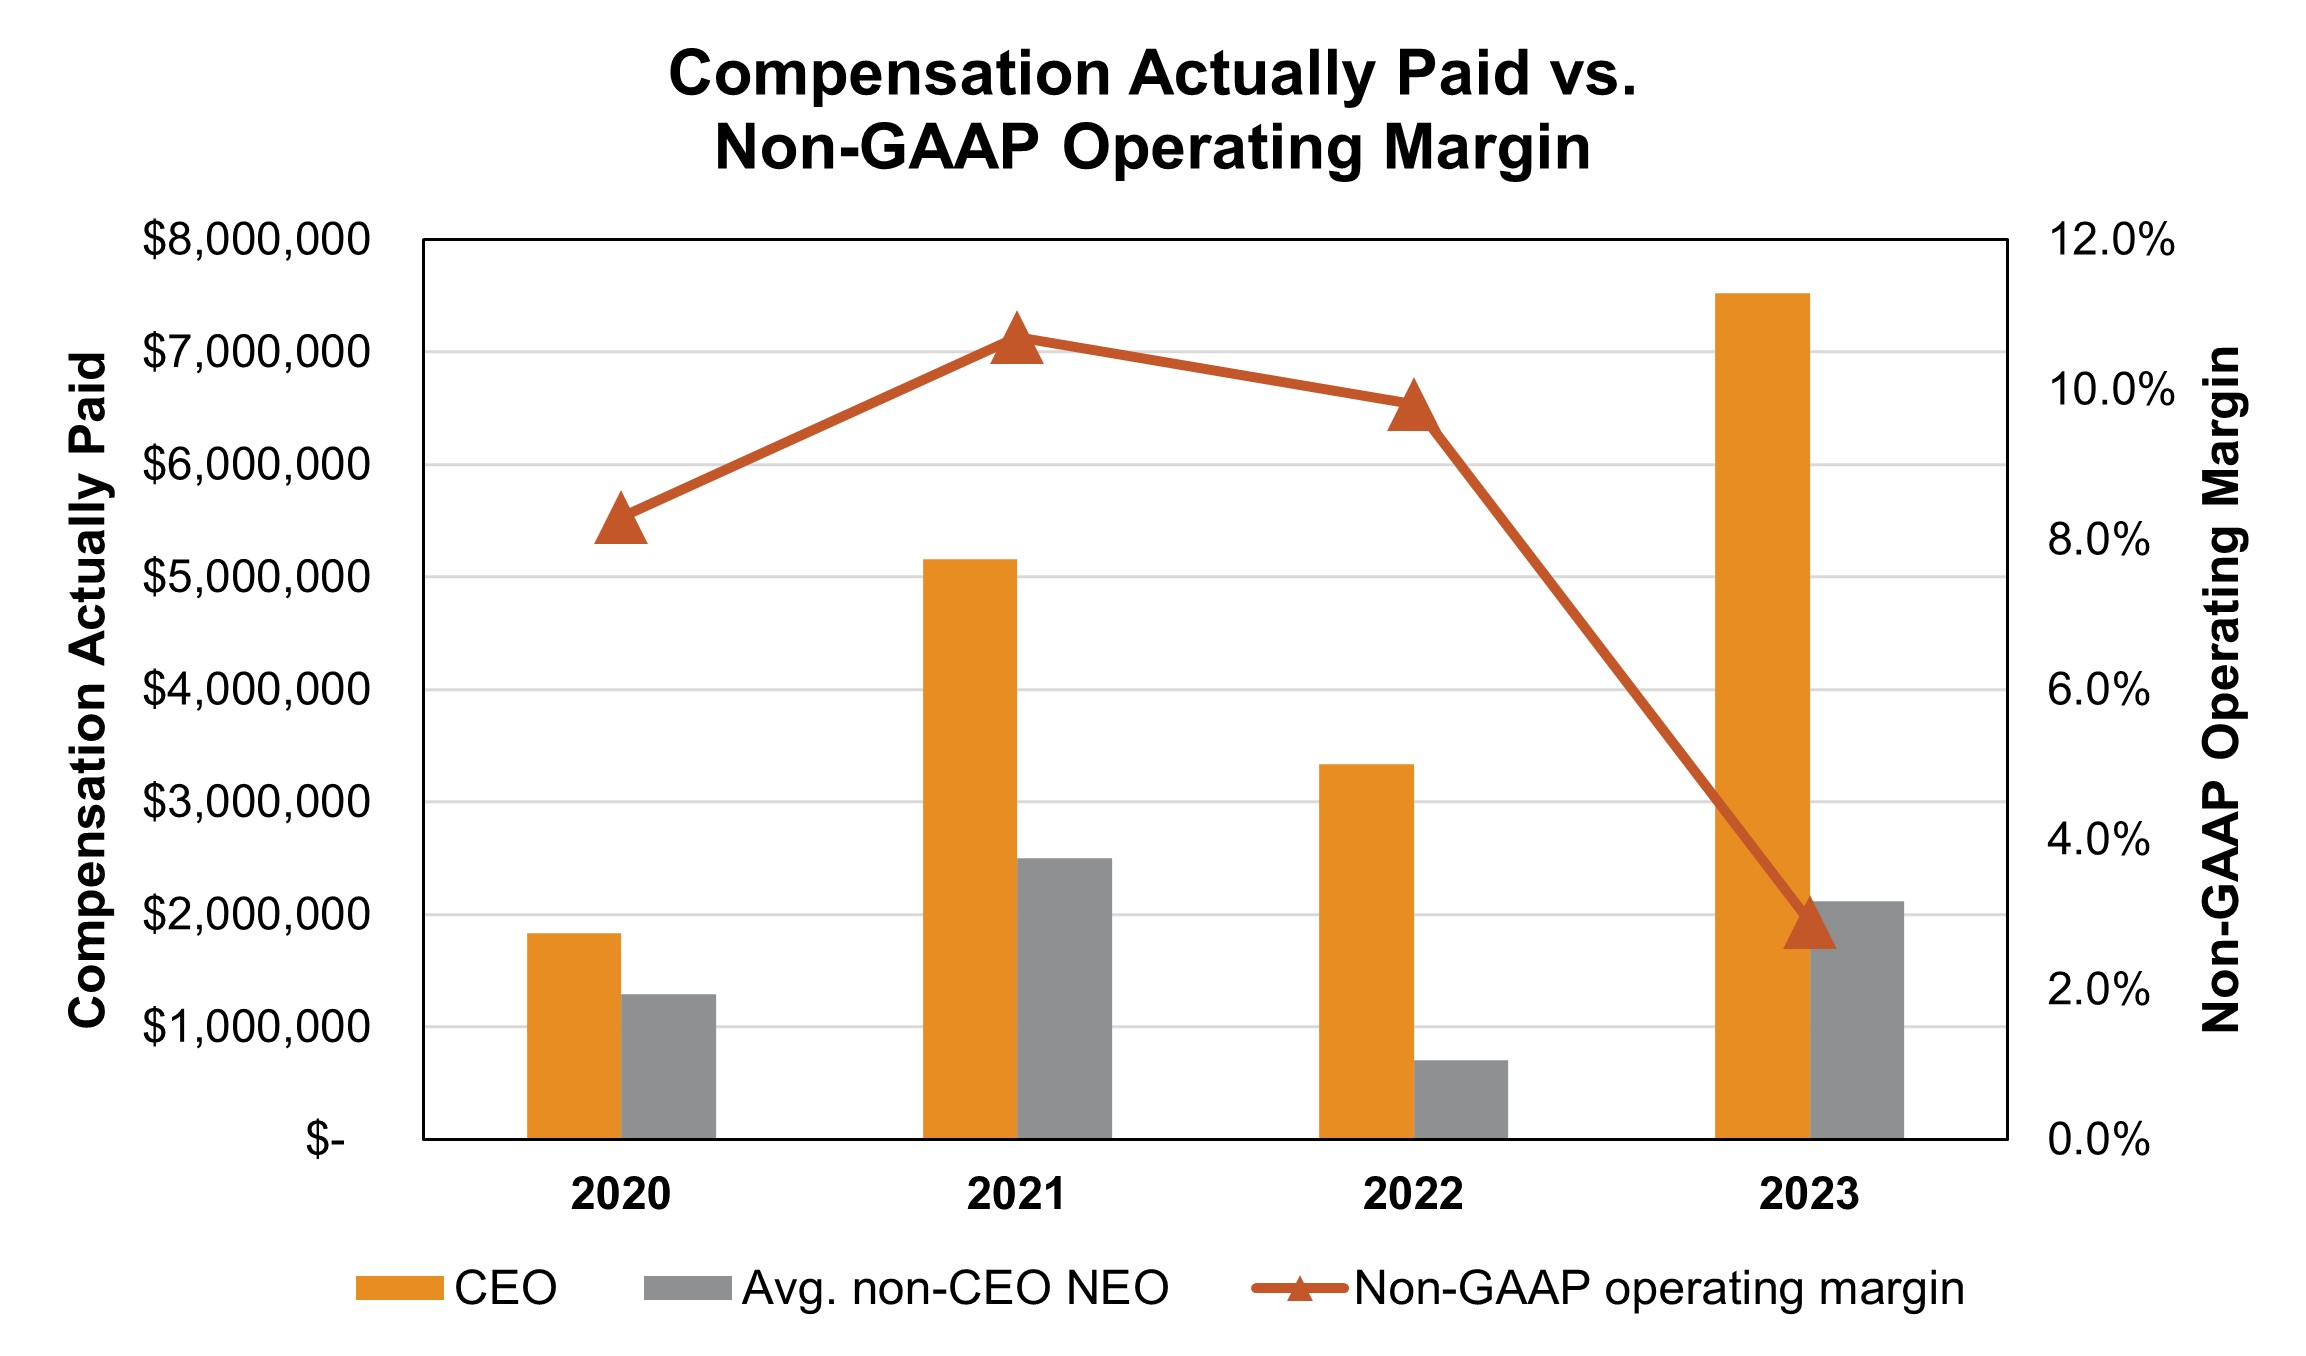 Compensation Actually Paid vs.
Non-GAAP Operating Margin
Compensation Actually Paid
$8,000,000
$7,000,000
$6,000,000
$5,000,000
$4,000,000
$3,000,000
$2,000,000
$1,000,000
$-
12.0%
10.0%
8.0%
6.0%
4.0%
2.0%
0.0%
Non-GAAP Operating Margin
2020 2021 2022 2023
CEO Avg. non-CEO NEO Non-GAAP operating margin